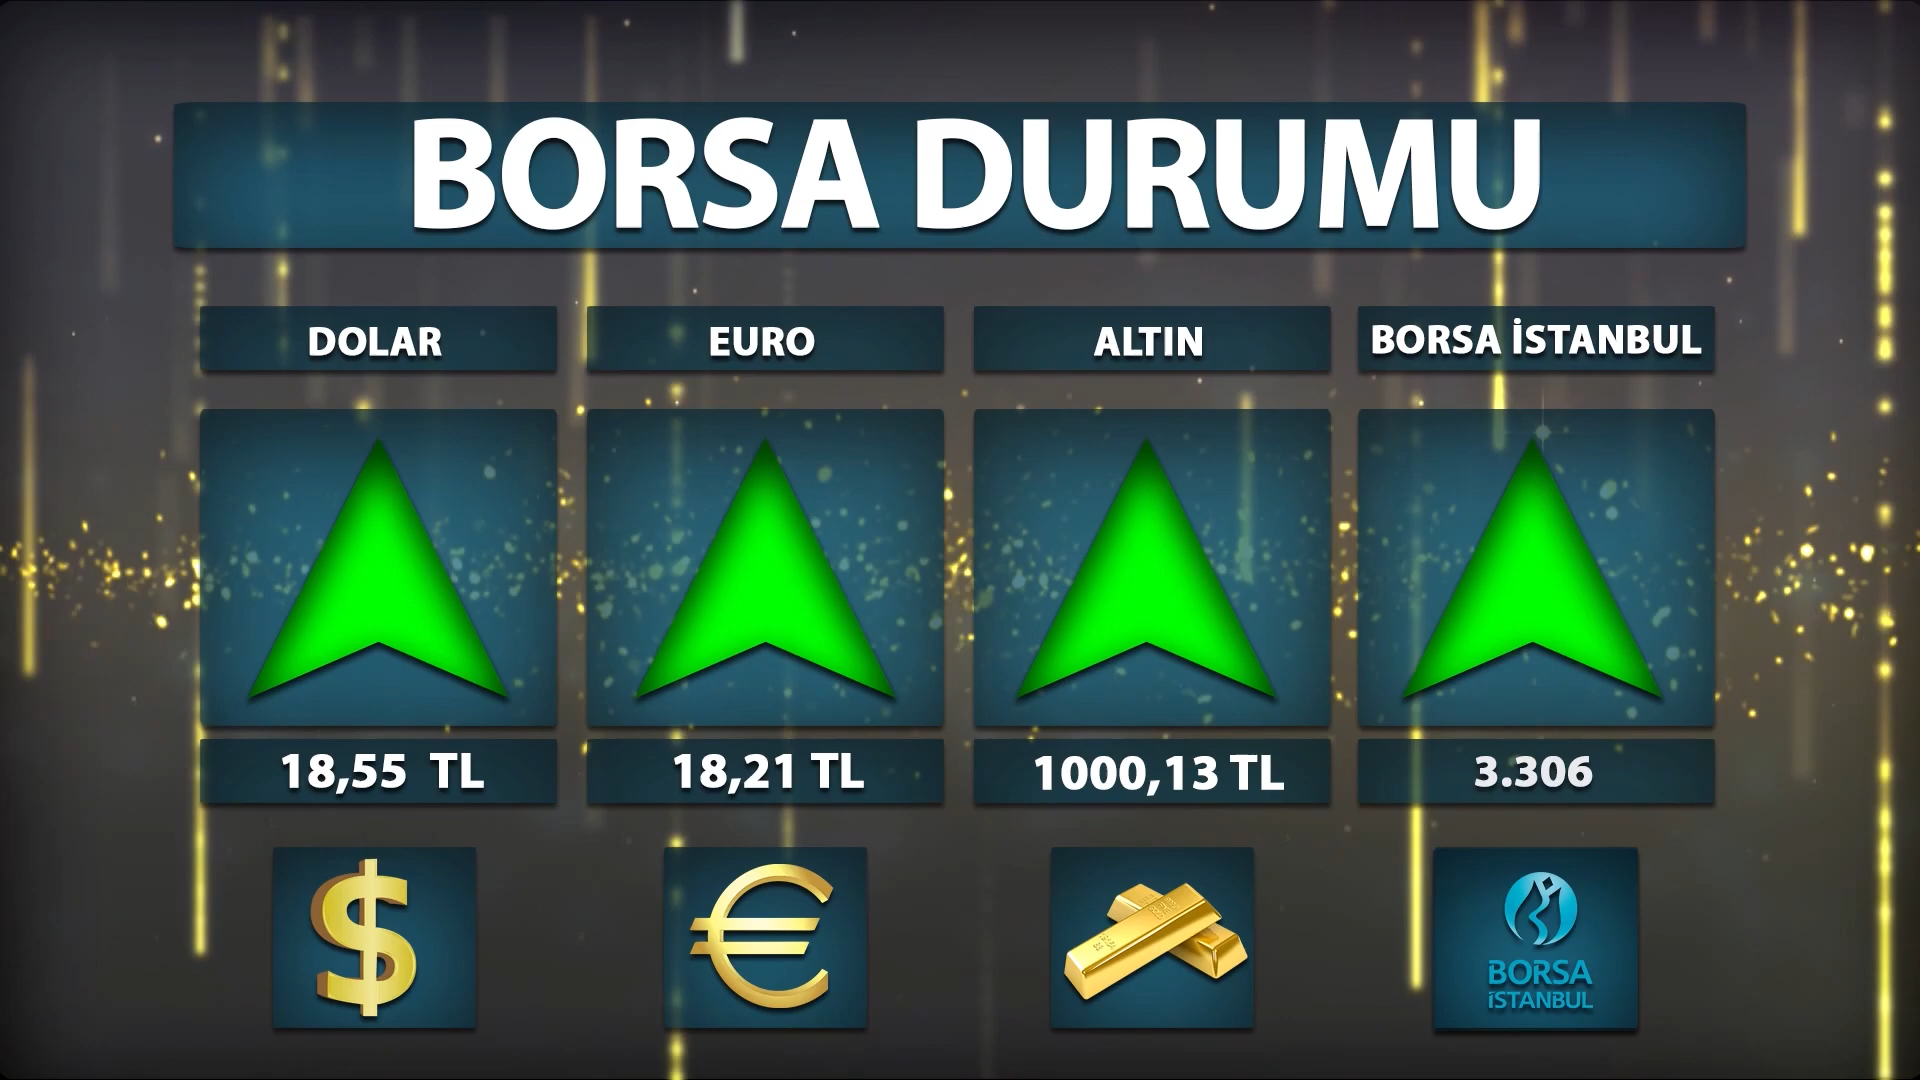 BORSA DURUMU
DOLAR
EURO
ALTIN
BORSA İSTANBUL
18,55 TL
18,21 TL
1000,13 TL
3.306
$
€
BORSA
İSTANBUL